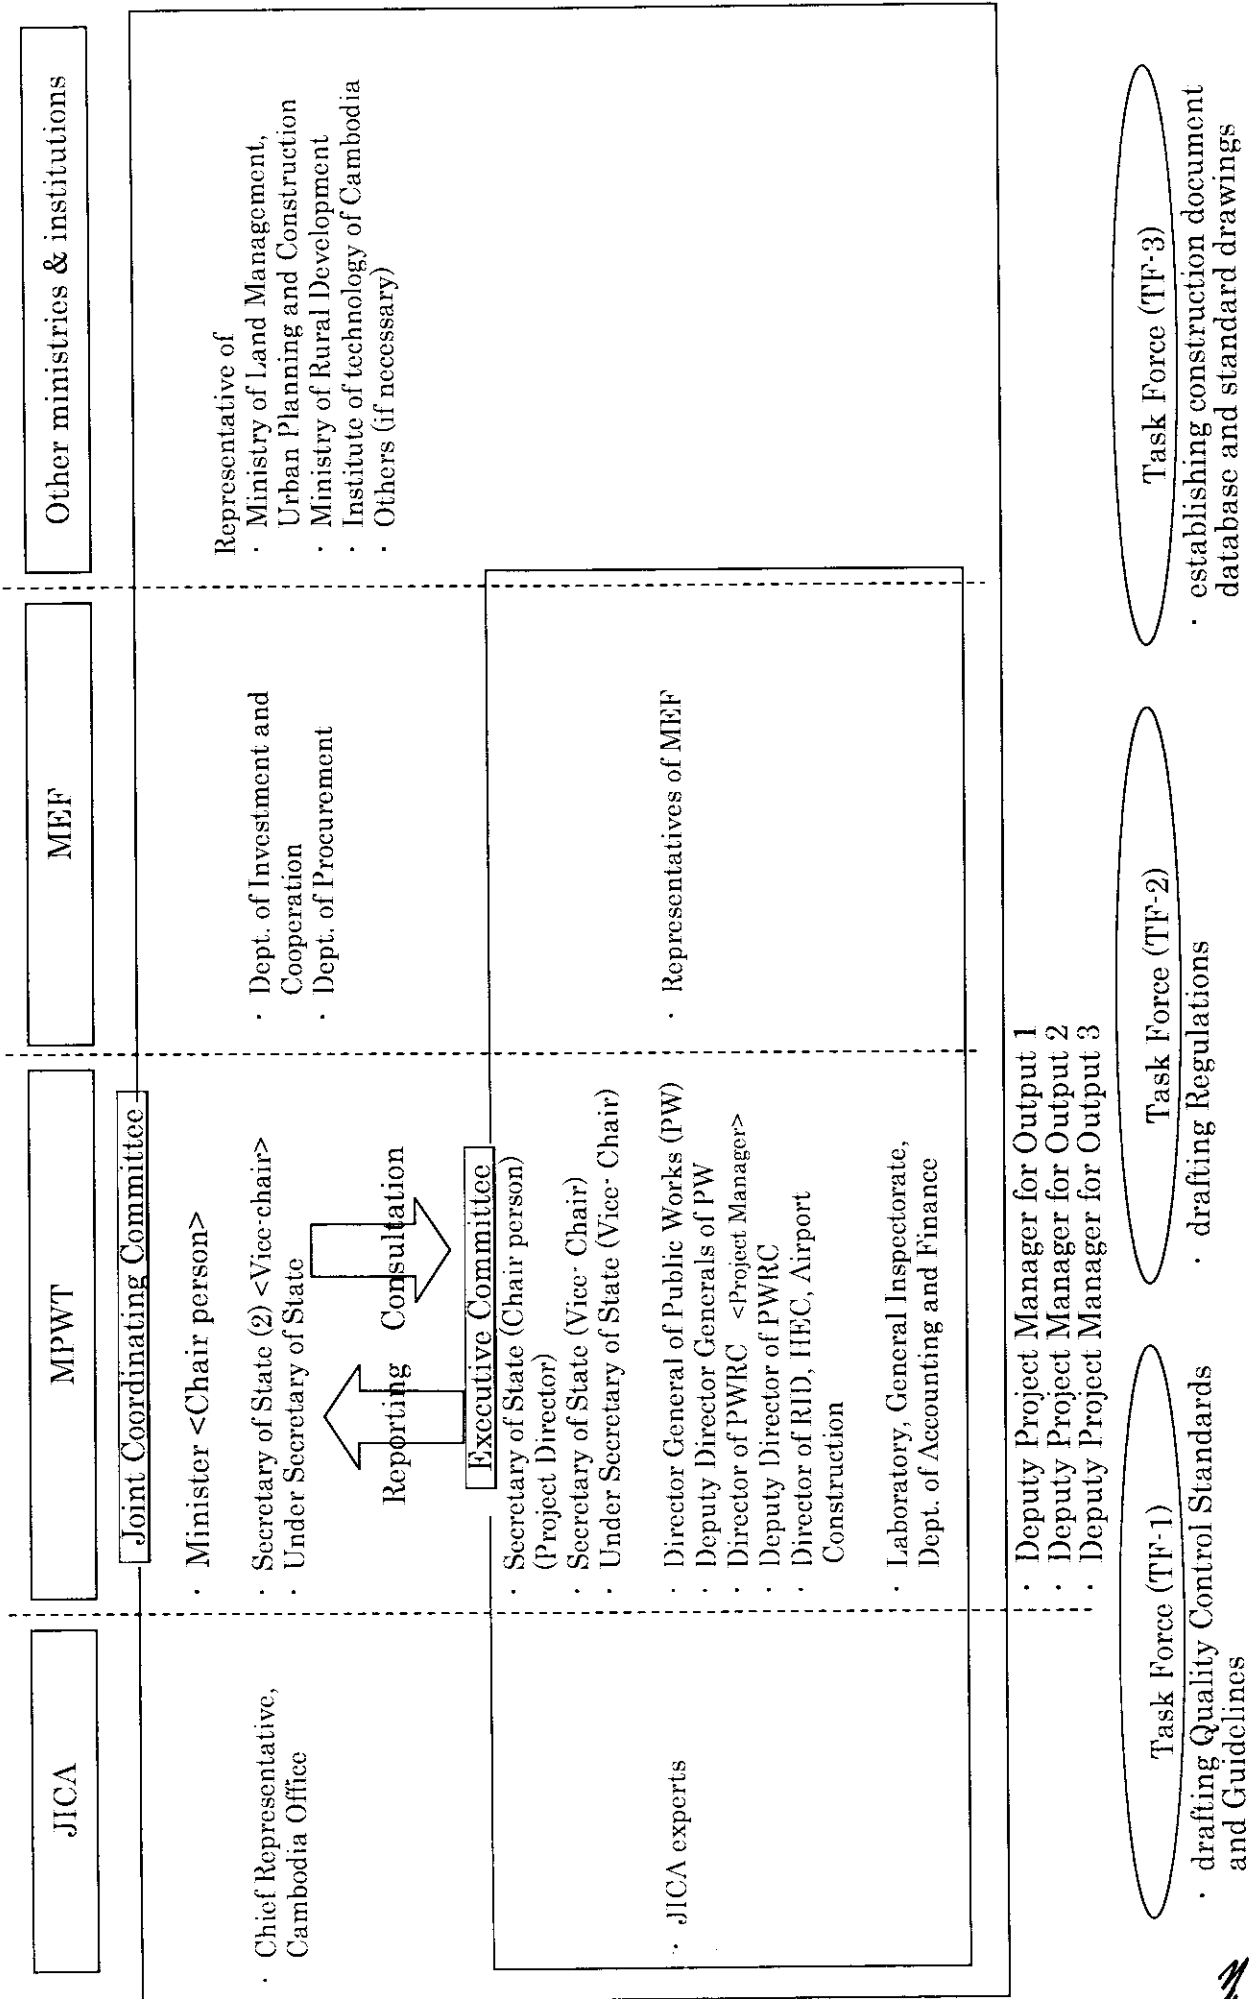 JICA
MPWT
MEF
Other ministries & institutions
Joint Coordinating Committee
· Chief Representative,
Cambodia Office
· Minister <Chair person>
· Secretary of State (2) <Vice-chair>
· Under Secretary of State
· Dept. of Investment and
Cooperation
· Dept. of Procurement
Representative of
· Ministry of Land Management,
Urban Planning and Construction
· Ministry of Rural Development
· Institute of technology of Cambodia
· Others (if necessary)
Reporting
Consultation
Executive Committee
· JICA experts
· Secretary of State (Chair person)
(Project Director)
· Secretary of State (Vice- Chair)
· Under Secretary of State (Vice- Chair)
· Director General of Public Works (PW)
· Deputy Director Generals of PW
· Director of PWRC <Project Manager>
· Deputy Director of PWRC
· Director of RID, HEC, Airport
Construction
· Laboratory, General Inspectorate,
Dept. of Accounting and Finance
· Representatives of MEF
· Deputy Project Manager for Output 1
· Deputy Project Manager for Output 2
· Deputy Project Manager for Output 3
Task Force (TF-1)
· drafting Quality Control Standards
and Guidelines
Task Force (TF-2)
· drafting Regulations
Task Force (TF-3)
· establishing construction document
database and standard drawings